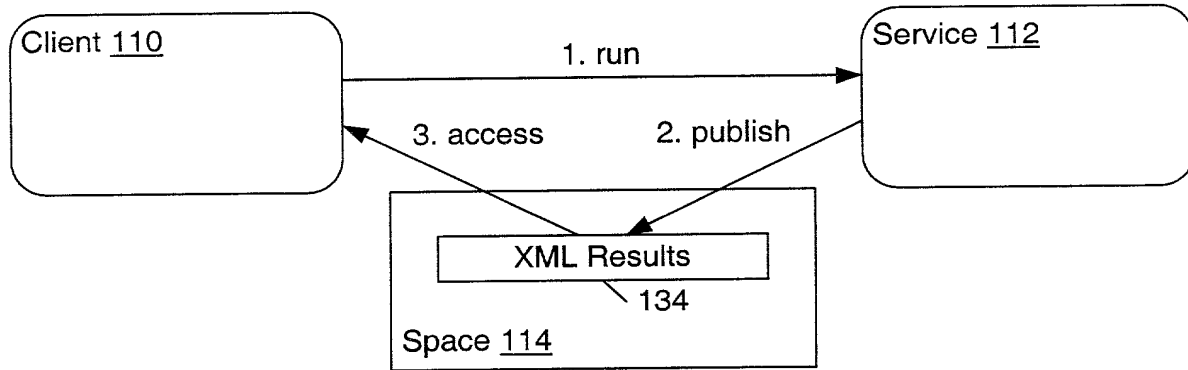 Client 110
Service 112
1. run
3. access
2. publish
XML Results
134
Space 114